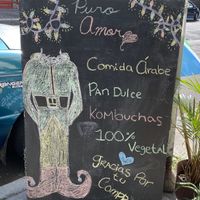 Puro
Amor
Comida Árabe
Pan Dulce
Kombuchas
100%
Vegetal
Gracias Por
tu
Compra